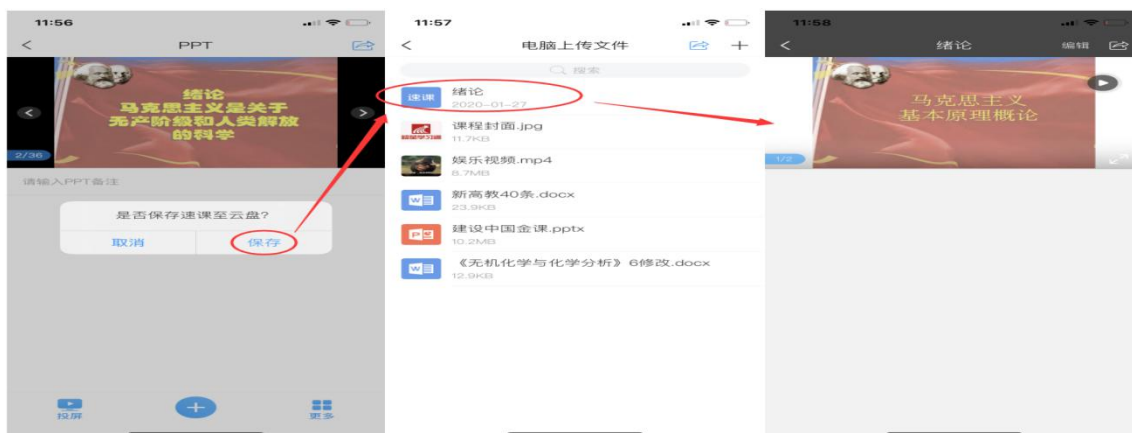 11:56
PPT
绪论
马克思主义是关于
无产阶级和人类解放
的科学
2/36
请输入PPT备注
是否保存速课至云盘?
取消
保存
投屏
更多
11:57
电脑上传文件
搜索
速课
绪论
2020-01-27
课程封面.jpg
11.7KB
娱乐视频.mp4
8.7MB
新高教40条.docx
23.9KB
建设中国金课.pptx
10.2MB
《无机化学与化学分析》6修改.docx
12.9KB
11:58
绪论
编辑
马克思主义
基本原理概论
1/2